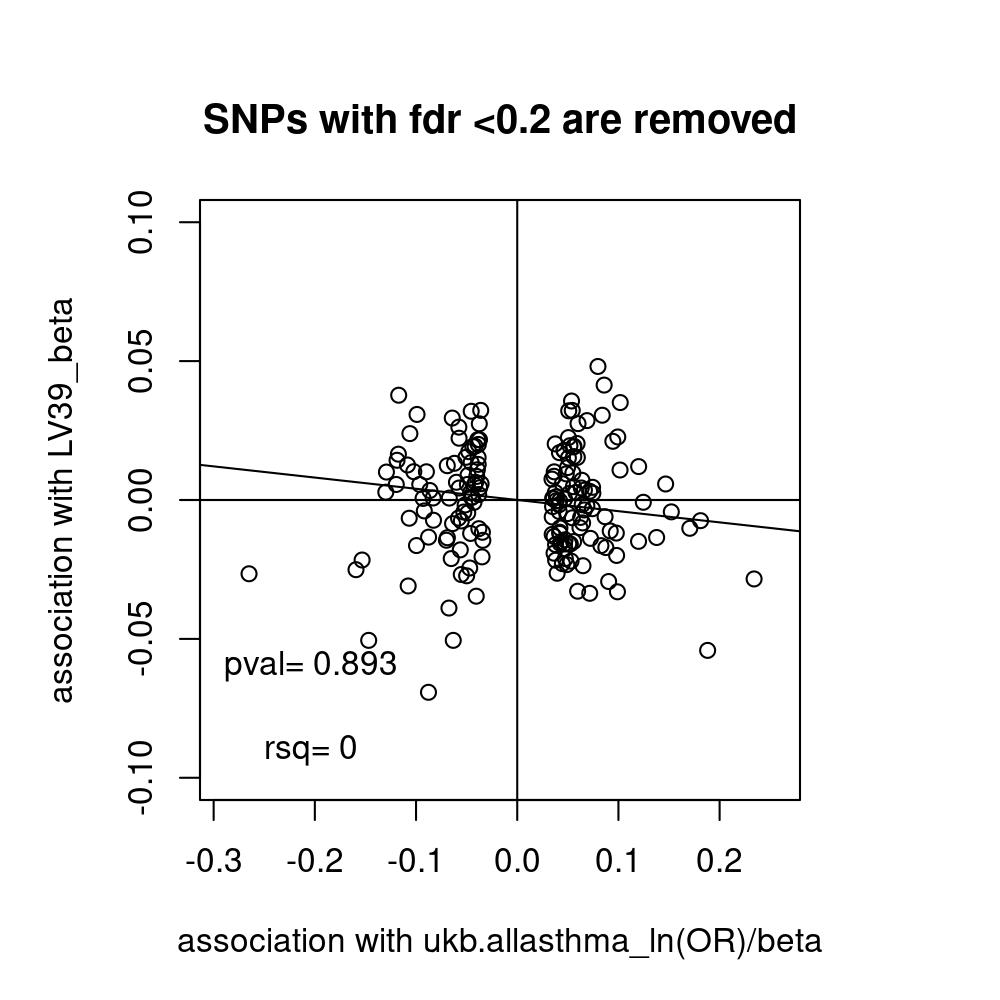 SNPs with fdr <0.2 are removed
association with LV39_beta
0.10
0.05
0.00
-0.05
-0.10
pval= 0.893
rsq= 0
-0.3 -0.2 -0.1 0.0 0.1 0.2
association with ukb.allasthma_ln(OR)/beta